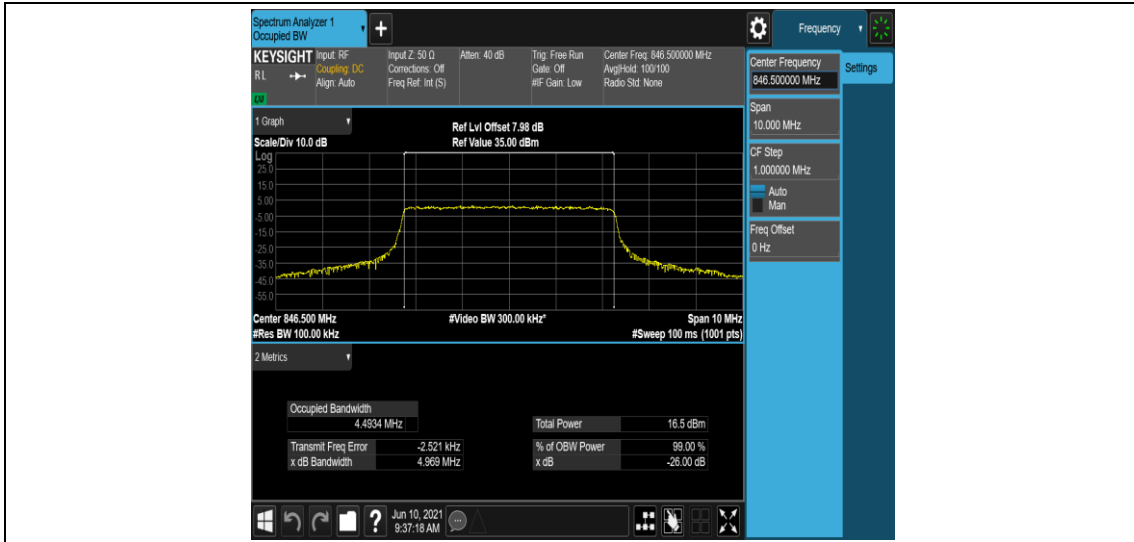 Spectrum Analyzer 1
Occupied BW
+
Frequency
KEYSIGHT Input: RF Input Z: 50 Ω Atten: 40 dB Trig: Free Run Center Freq: 846.500000 MHz
RL Coupling: DC Corrections: Off Gate: Off Avg|Hold: 100/100
Align: Auto Freq Ref: Int (S) #IF Gain: Low Radio Std: None
Center Frequency
846.500000 MHz
Settings
Span
10.000 MHz
CF Step
1.000000 MHz
Auto
Man
Freq Offset
0 Hz
1 Graph
Ref Lvl Offset 7.98 dB
Scale/Div 10.0 dB Ref Value 35.00 dBm
Log
25.0
15.0
5.00
-5.00
-15.0
-25.0
-35.0
-45.0
-55.0
Center 846.500 MHz #Video BW 300.00 kHz* Span 10 MHz
#Res BW 100.00 kHz #Sweep 100 ms (1001 pts)
2 Metrics
Occupied Bandwidth
4.4934 MHz
Total Power 16.5 dBm
Transmit Freq Error -2.521 kHz % of OBW Power 99.00 %
x dB Bandwidth 4.969 MHz x dB -26.00 dB
?
Jun 10, 2021
9:37:18 AM